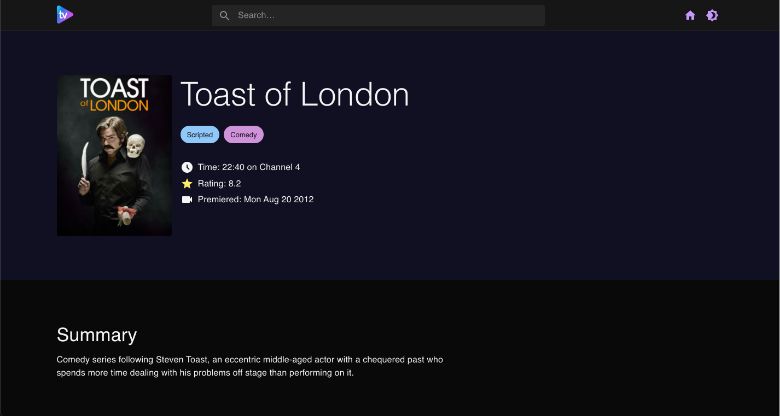 tv
Search...
TOAST
of LONDON
Toast of London
Scripted
Comedy
Time: 22:40 on Channel 4
Rating: 8.2
Premiered: Mon Aug 20 2012
Summary
Comedy series following Steven Toast, an eccentric middle-aged actor with a chequered past who
spends more time dealing with his problems off stage than performing on it.